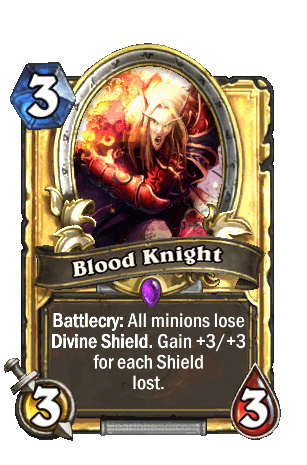 3
Blood Knight
Battlecry: All minions lose
Divine Shield. Gain +3/+3
for each Shield
lost.
3
3